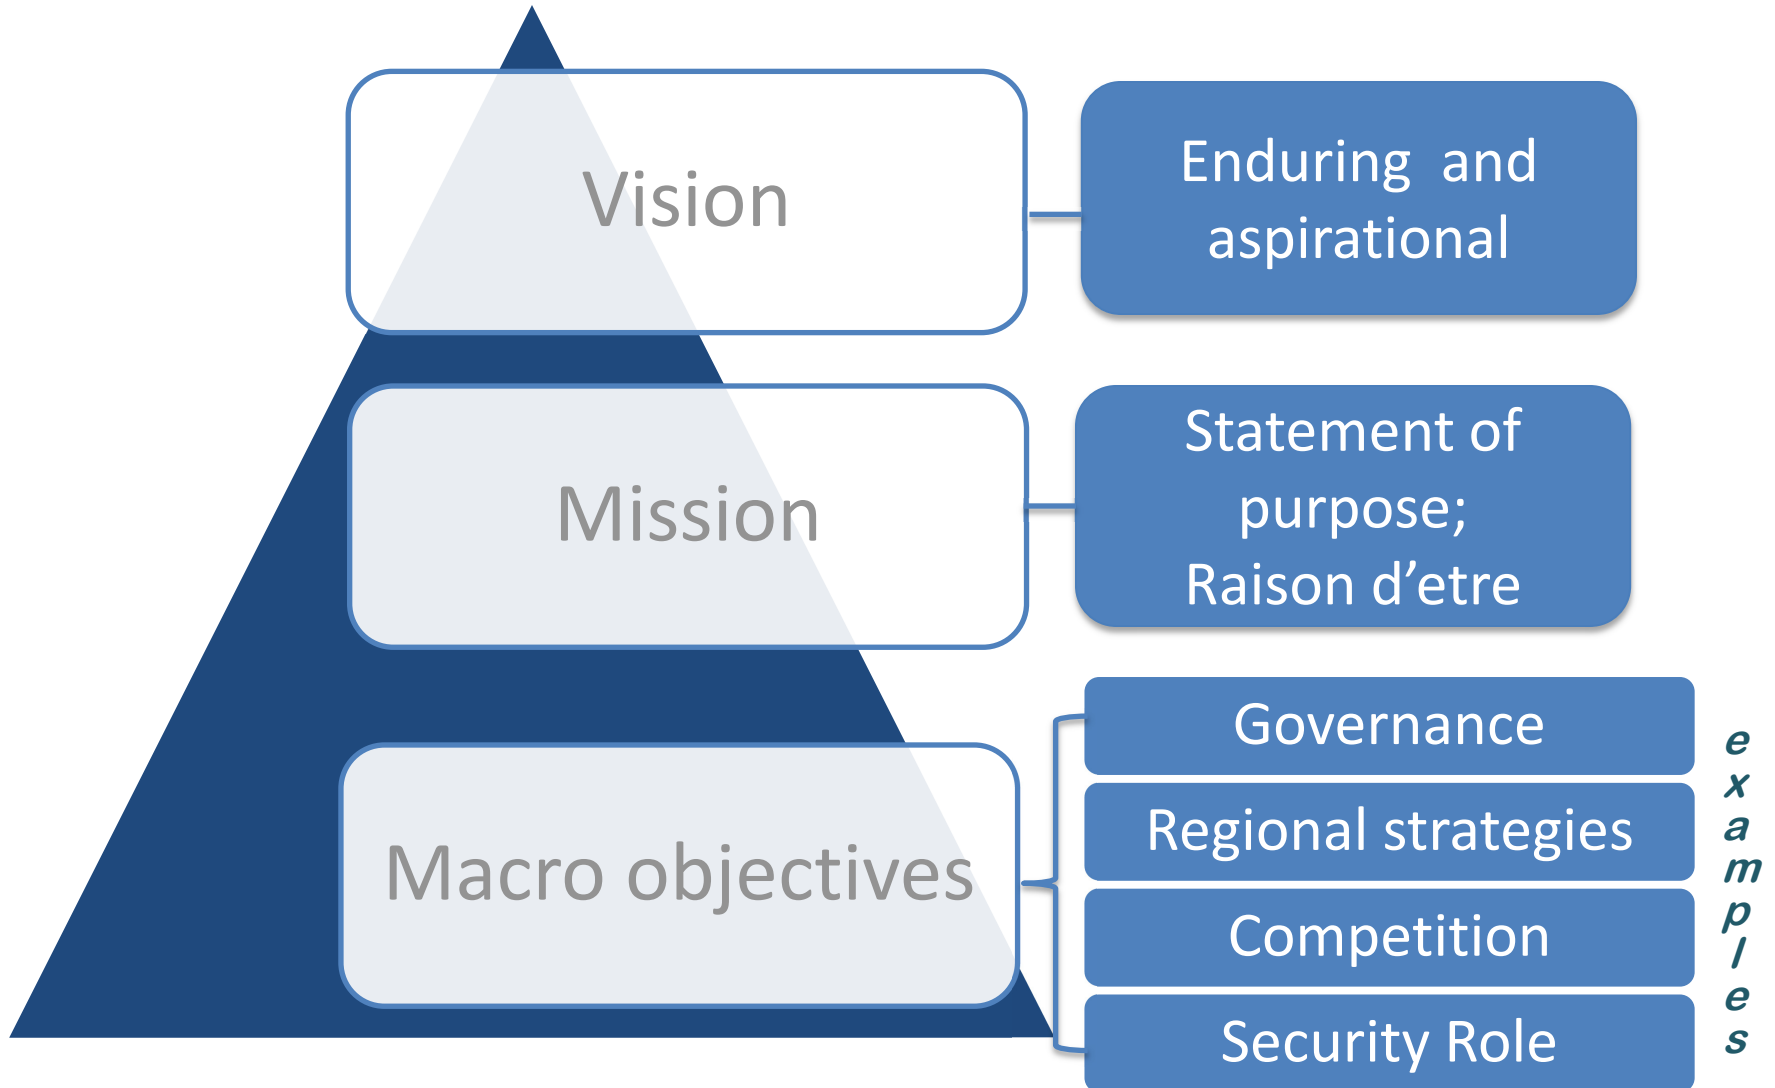 Vision
Enduring  and
aspirational
Mission
Statement of
purpose;
Raison d’etre
Macro objectives
Governance
Regional strategies
Competition
Security Role
examples